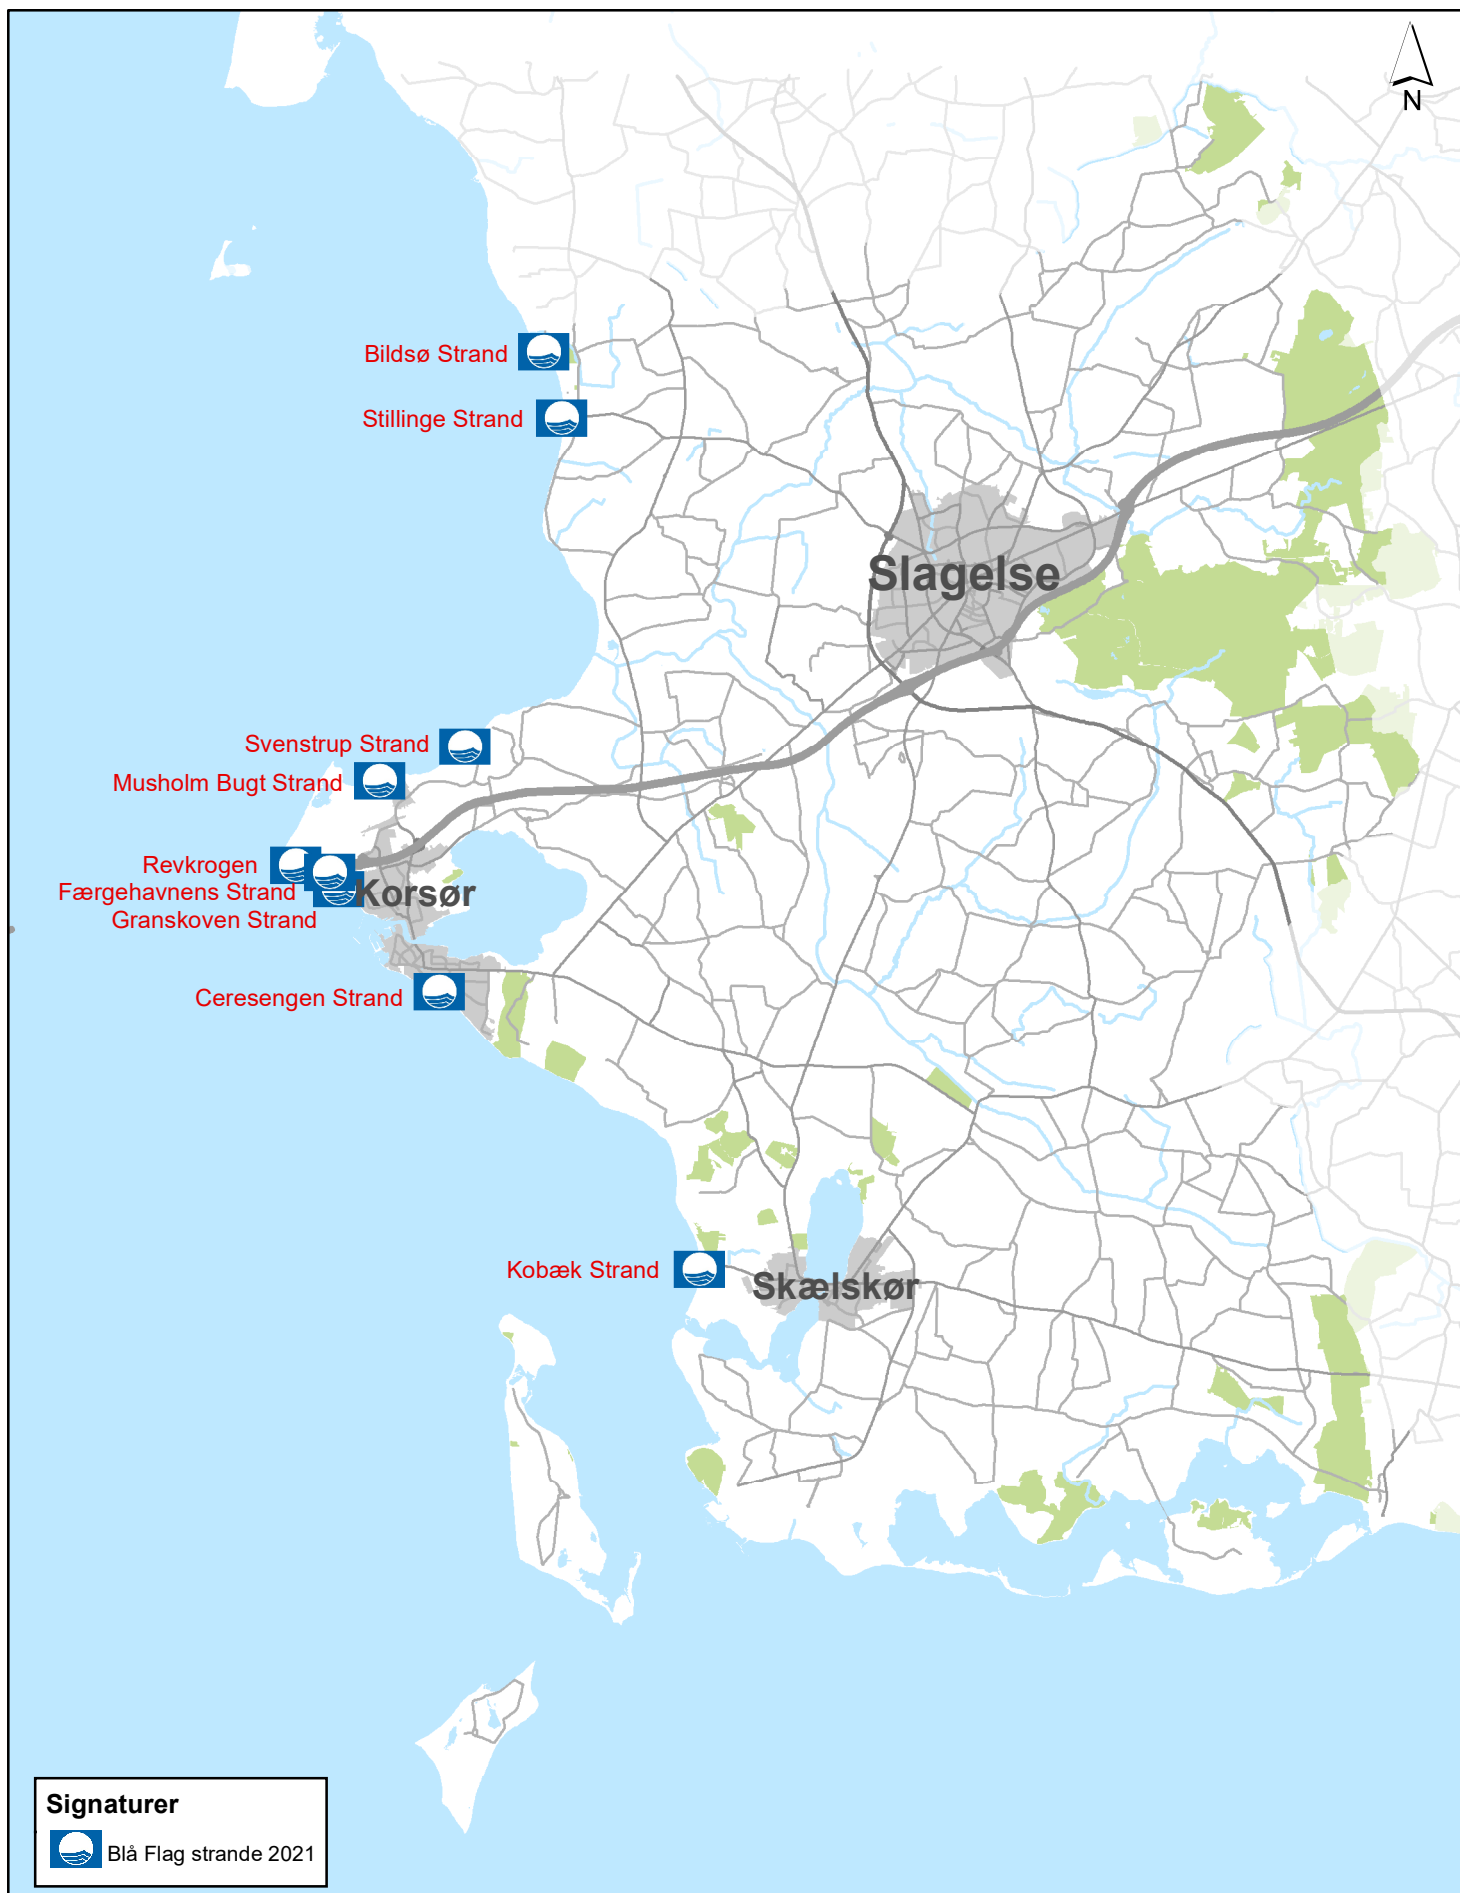 N
Bildsø Strand
Stillinge Strand
Slagelse
Svenstrup Strand
Musholm Bugt Strand
Revkrogen
Færgehavnens Strand
Korsør
Granskoven Strand
Ceresengen Strand
Kobæk Strand
Skælskør
Signaturer
Blå Flag strande 2021